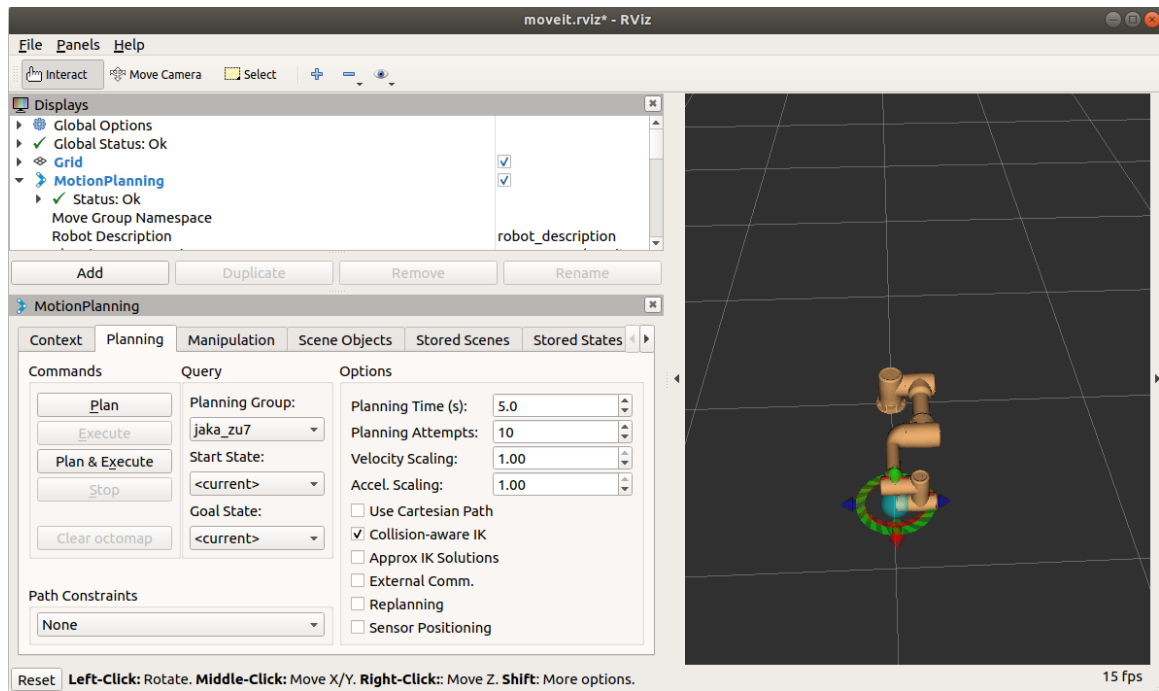 moveit.rviz* - RViz
File Panels Help
Interact Move Camera Select
Displays
Global Options
Global Status: Ok
Grid
MotionPlanning
Status: Ok
Move Group Namespace
Robot Description robot_description
Add Duplicate Remove Rename
MotionPlanning
Context Planning Manipulation Scene Objects Stored Scenes Stored States
Commands Query Options
Plan Planning Group: Planning Time (s): 5.0
Execute jaka_zu7 Planning Attempts: 10
Plan & Execute Start State: Velocity Scaling: 1.00
Stop <current> Accel. Scaling: 1.00
Goal State: Use Cartesian Path
Clear octomap <current> Collision-aware IK
Approx IK Solutions
External Comm.
Path Constraints Replanning
None Sensor Positioning
Reset Left-Click: Rotate. Middle-Click: Move X/Y. Right-Click:: Move Z. Shift: More options. 15 fps